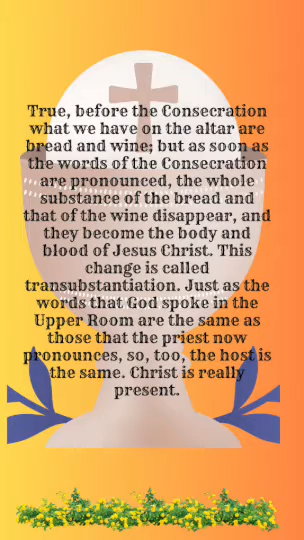 True, before the Consecration
what we have on the altar are
bread and wine; but as soon as
the words of the Consecration
are pronounced, the whole
substance of the bread and
that of the wine disappear, and
they become the body and
blood of Jesus Christ. This
change is called
transubstantiation. Just as the
words that God spoke in the
Upper Room are the same as
those that the priest now
pronounces, so, too, the host is
the same. Christ is really
present.